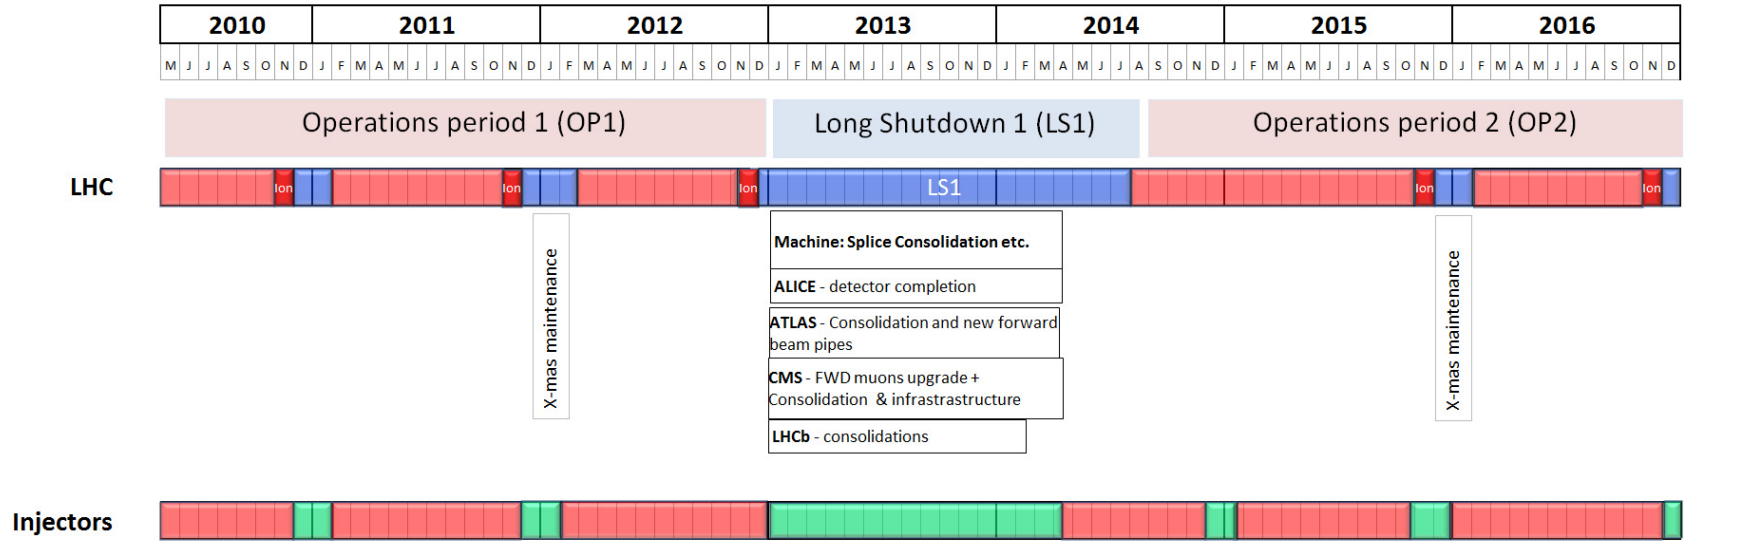 2010 2011 2012 2013 2014 2015 2016
M J J A S O N D J F M A M J J A S O N D J F M A M J J A S O N D J F M A M J J A S O N D J F M A M J J A S O N D J F M A M J J A S O N D J F M A M J J A S O N D
Operations period 1 (OP1) Long Shutdown 1 (LS1) Operations period 2 (OP2)
LHC Ion Ion Ion LS1 Ion Ion
X-mas maintenance
Machine: Splice Consolidation etc.
ALICE - detector completion
ATLAS - Consolidation and new forward
beam pipes
CMS - FWD muons upgrade +
Consolidation & infrastrastructure
LHCb - consolidations
X-mas maintenance
Injectors